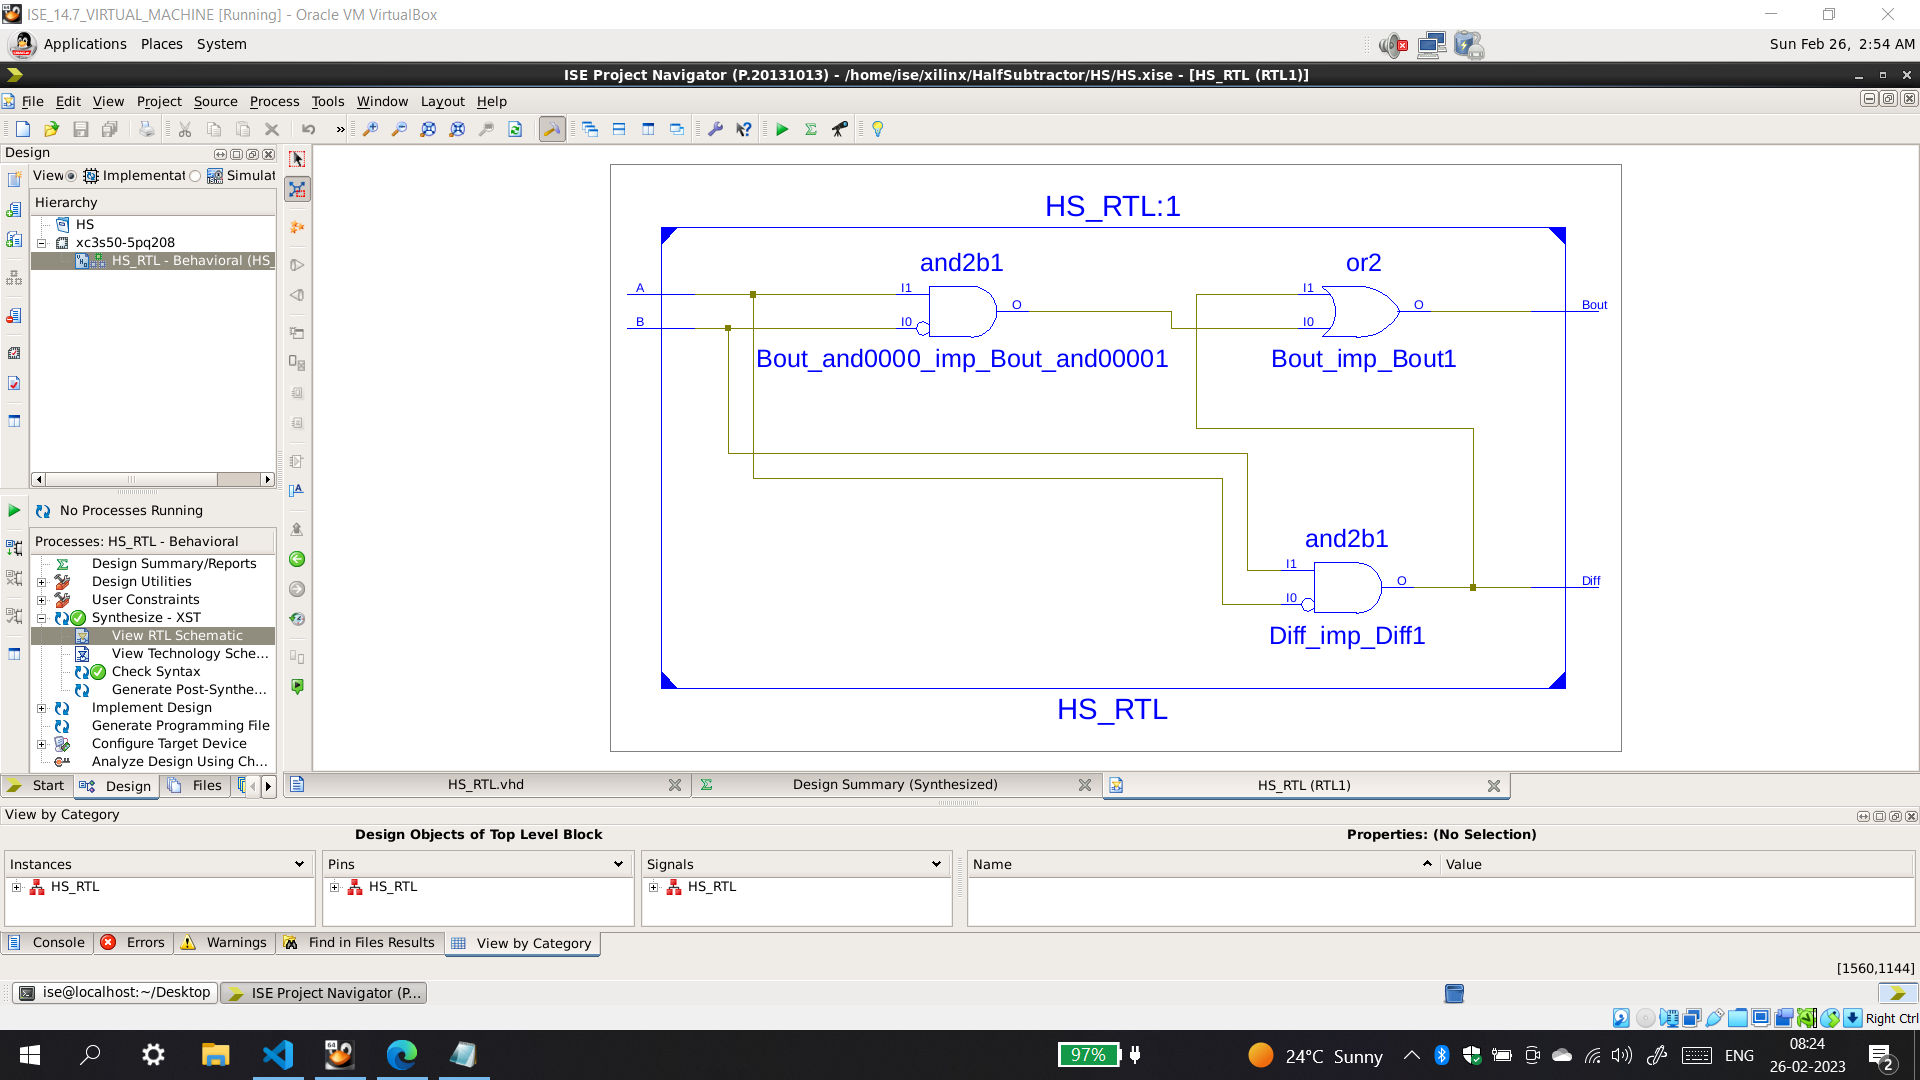 ISE_14.7_VIRTUAL_MACHINE [Running] - Oracle VM VirtualBox
Applications Places System
Sun Feb 26, 2:54 AM
ISE Project Navigator (P.20131013) - /home/ise/xilinx/HalfSubtractor/HS/HS.xise - [HS_RTL (RTL1)]
File Edit View Project Source Process Tools Window Layout Help
»
Design
View Implementat Simulat
Hierarchy
HS
xc3s50-5pq208
HS_RTL - Behavioral (HS_
No Processes Running
Processes: HS_RTL - Behavioral
Design Summary/Reports
Design Utilities
User Constraints
Synthesize - XST
View RTL Schematic
View Technology Sche...
Check Syntax
Generate Post-Synthe...
Implement Design
Generate Programming File
Configure Target Device
Analyze Design Using Ch...
Start Design Files
HS_RTL:1
and2b1
or2
A
I1
O
I1
O
Bout
B
I0
I0
Bout_and0000_imp_Bout_and00001
Bout_imp_Bout1
and2b1
I1
O
Diff
I0
Diff_imp_Diff1
HS_RTL
HS_RTL.vhd
Design Summary (Synthesized)
HS_RTL (RTL1)
View by Category
Design Objects of Top Level Block
Properties: (No Selection)
Instances
Pins
Signals
Name
Value
HS_RTL
HS_RTL
HS_RTL
Console Errors Warnings Find in Files Results View by Category
[1560,1144]
ise@localhost:~/Desktop
ISE Project Navigator (P...
Right Ctrl
97%
24°C Sunny
ENG
08:24
26-02-2023
2